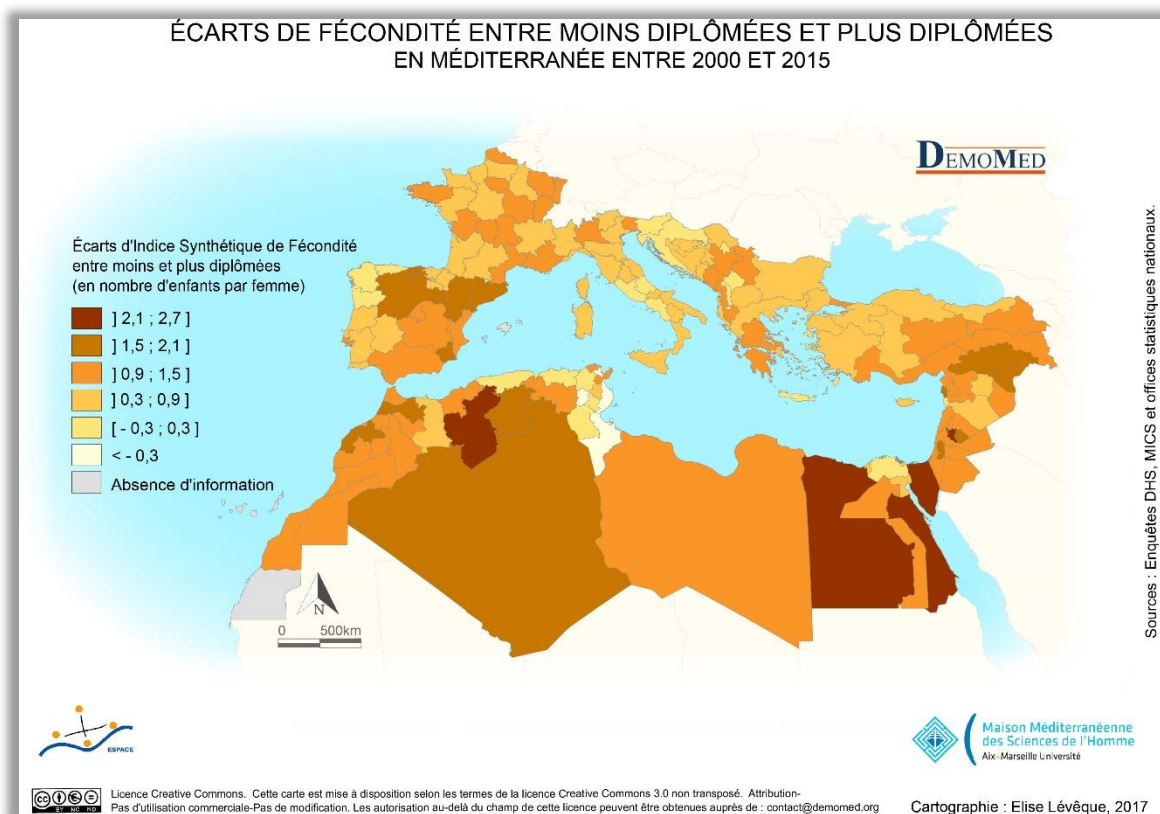 ÉCARTS DE FÉCONDITÉ ENTRE MOINS DIPLÔMÉES ET PLUS DIPLÔMÉES
EN MÉDITERRANÉE ENTRE 2000 ET 2015
DEMOMED
Écarts d'Indice Synthétique de Fécondité
entre moins et plus diplômées
(en nombre d'enfants par femme)
] 2,1 ; 2,7 ]
] 1,5 ; 2,1 ]
] 0,9 ; 1,5 ]
] 0,3 ; 0,9 ]
[ - 0,3 ; 0,3 ]
< - 0,3
Absence d'information
N
0 500km
Sources : Enquêtes DHS, MICS et offices statistiques nationaux.
ESPACE
Maison Méditerranéenne
des Sciences de l'Homme
Aix*Marseille Université
cc BY NC ND
Licence Creative Commons. Cette carte est mise à disposition selon les termes de la licence Creative Commons 3.0 non transposé. Attribution-
Pas d'utilisation commerciale-Pas de modification. Les autorisation au-delà du champ de cette licence peuvent être obtenues auprès de : contact@demomed.org
Cartographie : Elise Lévêque, 2017